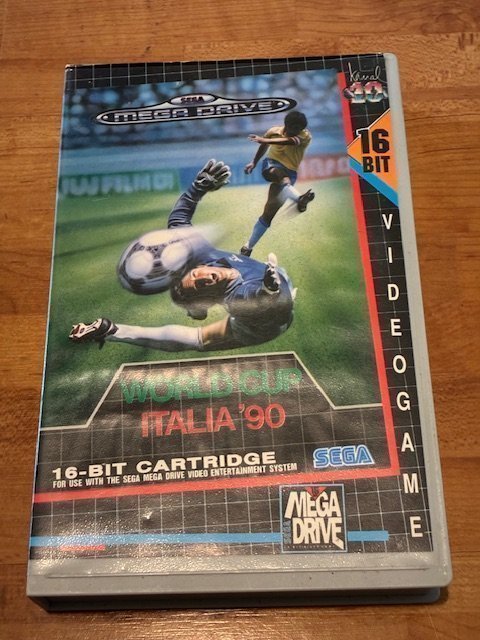 SEGA
MEGA DRIVE
16
BIT
VIDEOGAME
WORLD CUP
ITALIA '90
16-BIT CARTRIDGE
FOR USE WITH THE SEGA MEGA DRIVE VIDEO ENTERTAINMENT SYSTEM
SEGA
SEGA
MEGA
DRIVE